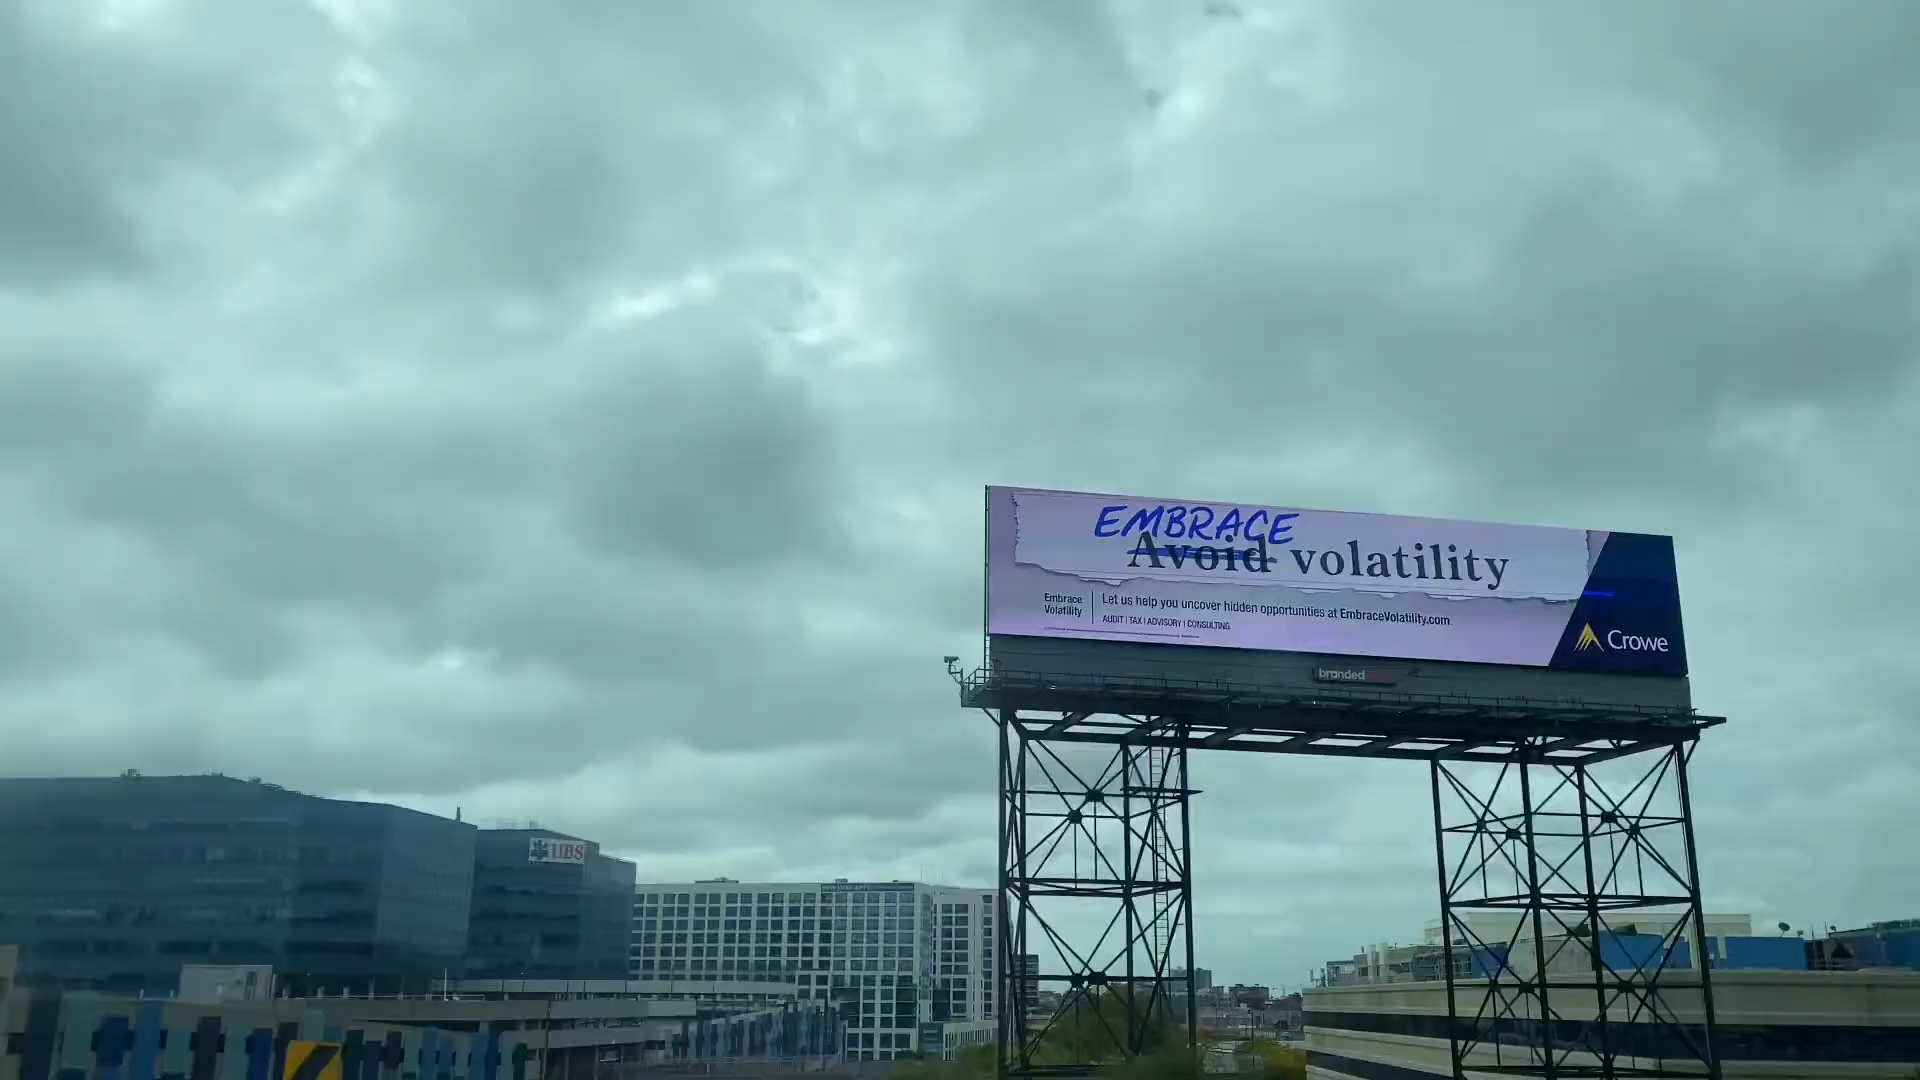 EMBRACE
Avoid volatility
Embrace
Volatility
Let us help you uncover hidden opportunities at EmbraceVolatility.com.
AUDIT | TAX | ADVISORY | CONSULTING
Crowe
branded
UBS